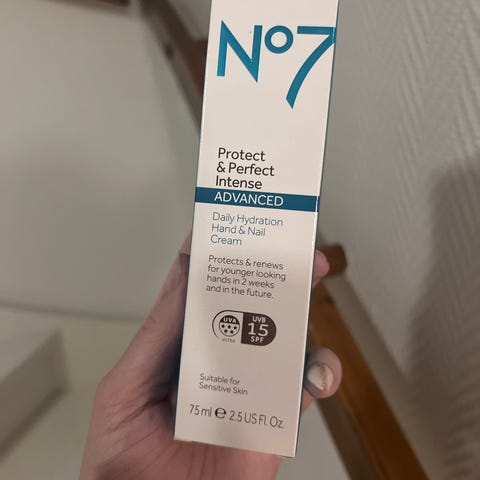 No7
Protect
& Perfect
Intense
ADVANCED
Daily Hydration
Hand & Nail
Cream
Protects & renews
for younger looking
hands in 2 weeks
and in the future.
UVA
ULTRA
UVB
15
SPF
Suitable for
Sensitive Skin
75 ml e 2.5 US Fl. Oz.